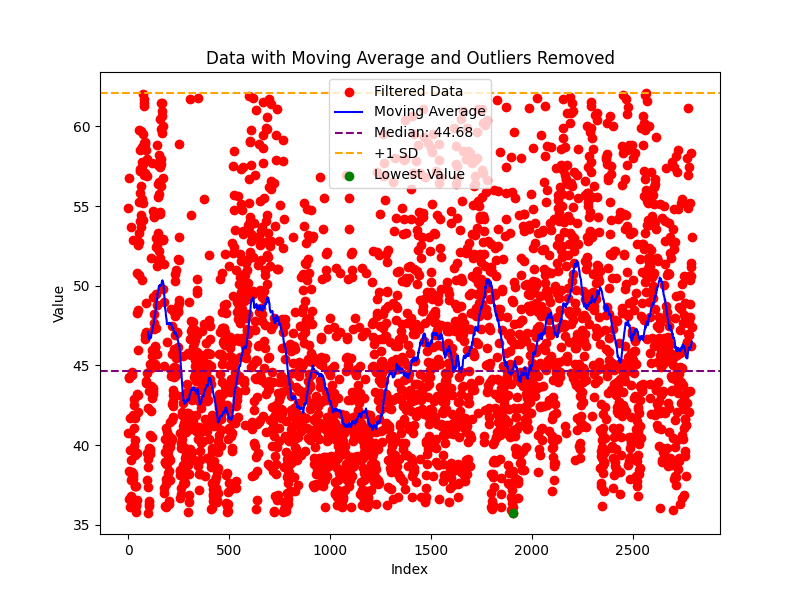 Data with Moving Average and Outliers Removed
Filtered Data
Moving Average
Median: 44.68
+1 SD
Lowest Value
Value
60
55
50
45
40
35
0
500
1000
1500
2000
2500
Index